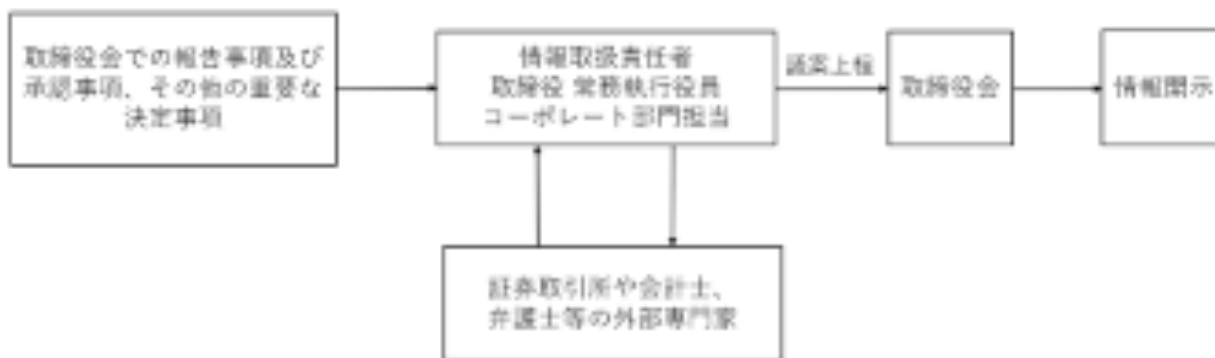 取締役会での報告事項及び
承認事項、その他の重要な
決定事項
情報取扱責任者
取締役 常務執行役員
コーポレート部門担当
議案上程
取締役会
情報開示
証券取引所や会計士、
弁護士等の外部専門家